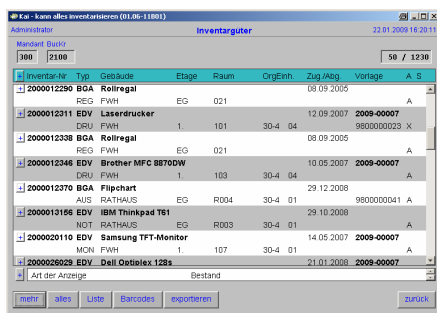 Kai - kann alles inventarisieren (01.06-11801)
Administrator Inventargüter 22.01.2009 16:20:11
Mandant BucKr
300 2100 50 / 1230
+ Inventar-Nr Typ Gebäude Etage Raum OrgEinh. Zug./Abg. Vorlage A S
+ 2000012290 BGA Rollregal 08.09.2005
REG FWH EG 021 A
+ 2000012311 EDV Laserdrucker 12.09.2007 2009-00007
DRU FWH 1. 101 30-4 04 9800000023 X
+ 2000012338 BGA Rollregal 08.09.2005
REG FWH EG 021 A
+ 2000012346 EDV Brother MFC 8870DW 10.05.2007 2009-00007
DRU FWH 1. 103 30-4 04 A
+ 2000012370 BGA Flipchart 29.12.2008
AUS RATHAUS EG R004 30-4 01 9800000041 A
+ 2000013156 EDV IBM Thinkpad T61 29.10.2008
NOT RATHAUS EG R003 30-4 01 A
+ 2000020110 EDV Samsung TFT-Monitor 14.05.2007 2009-00007
MON FWH 1. 107 30-4 01 A
+ 2000026029 EDV Dell Optiplex 128s 21.01.2008 2009-00007
+ Art der Anzeige Bestand
mehr alles Liste Barcodes exportieren zurück